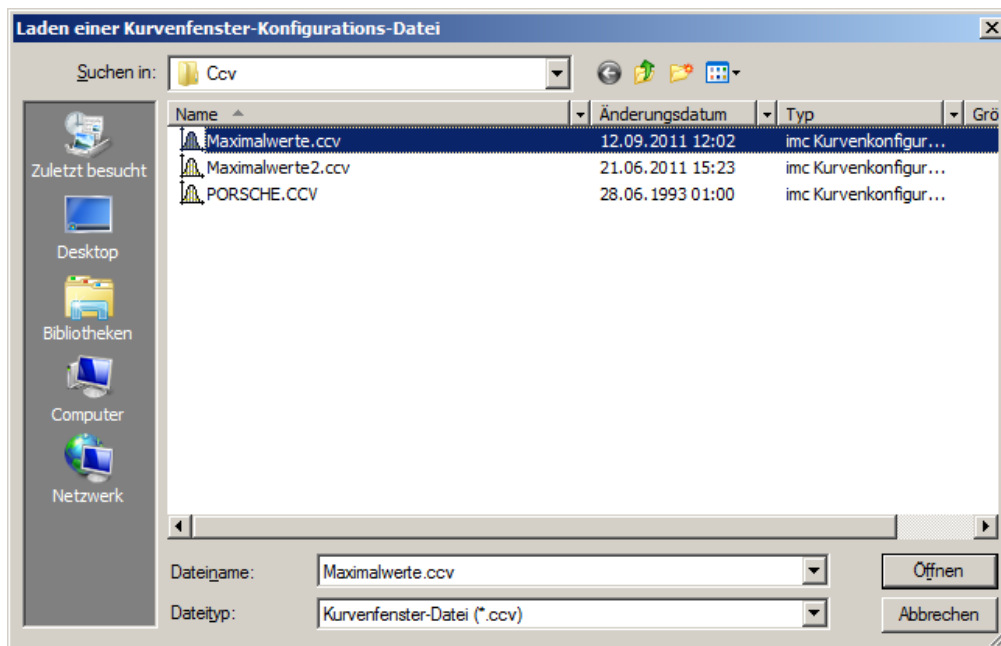 Laden einer Kurvenfenster-Konfigurations-Datei
Suchen in: Ccv
Name Änderungsdatum Typ Grö
Maximalwerte.ccv 12.09.2011 12:02 imc Kurvenkonfigur...
Maximalwerte2.ccv 21.06.2011 15:23 imc Kurvenkonfigur...
PORSCHE.CCV 28.06.1993 01:00 imc Kurvenkonfigur...
Zuletzt besucht
Desktop
Bibliotheken
Computer
Netzwerk
Dateiname: Maximalwerte.ccv Öffnen
Dateityp: Kurvenfenster-Datei (*.ccv) Abbrechen